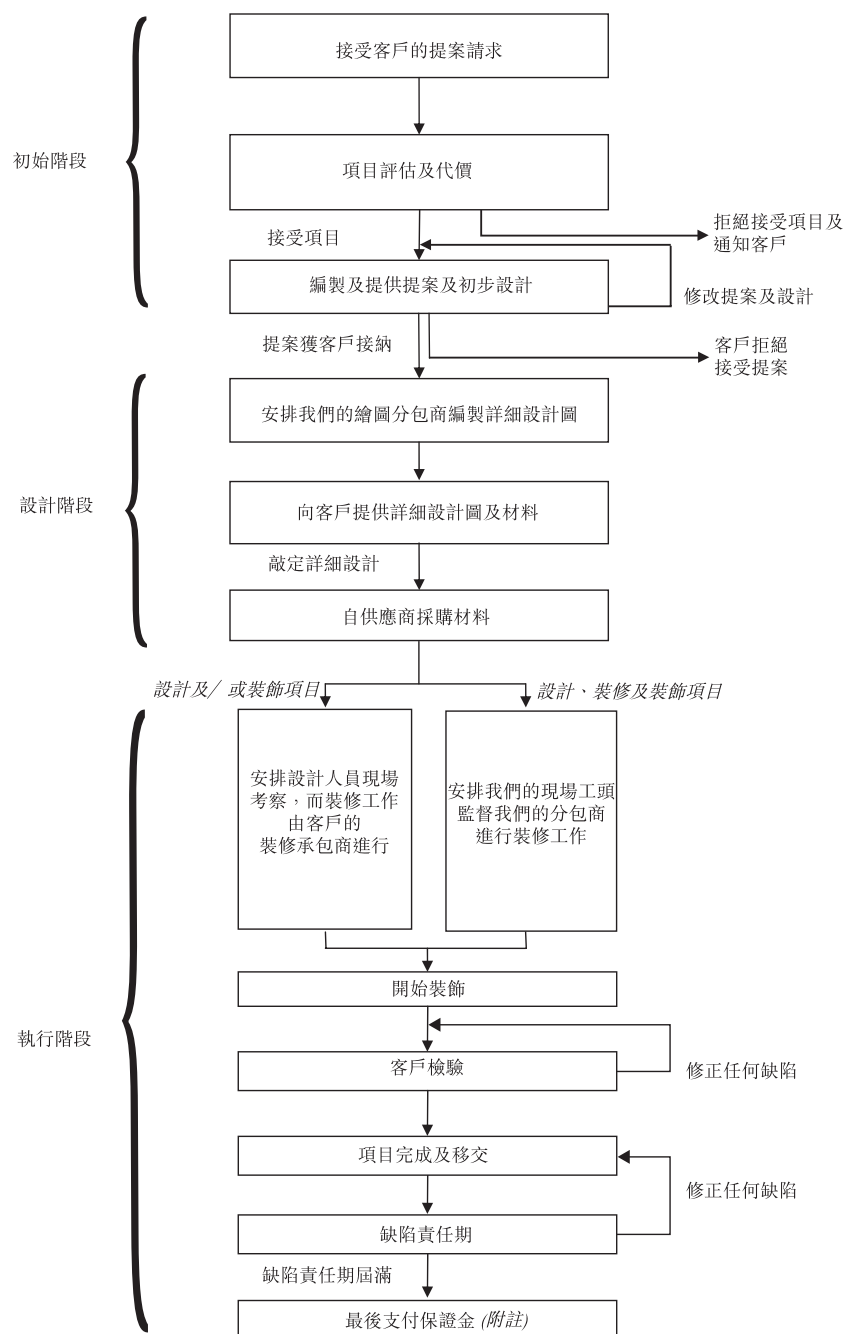 接受客戶的提案請求
初始階段
項目評估及代價
拒絕接受項目及
通知客戶
接受項目
編製及提供提案及初步設計
修改提案及設計
提案獲客戶接納
客戶拒絕
接受提案
安排我們的繪圖分包商編製詳細設計圖
設計階段
向客戶提供詳細設計圖及材料
敲定詳細設計
自供應商採購材料
設計及/或裝飾項目
設計、裝修及裝飾項目
安排設計人員現場
考察，而裝修工作
由客戶的
裝修承包商進行
安排我們的現場工頭
監督我們的分包商
進行裝修工作
開始裝飾
執行階段
客戶檢驗
修正任何缺陷
項目完成及移交
修正任何缺陷
缺陷責任期
缺陷責任期屆滿
最後支付保證金 (附註)